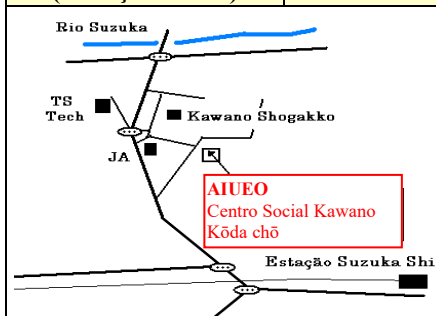 Rio Suzuka
TS
Tech
Kawano Shogakko
JA
AIUEO
Centro Social Kawano
Kōda chō
Estação Suzuka Shi